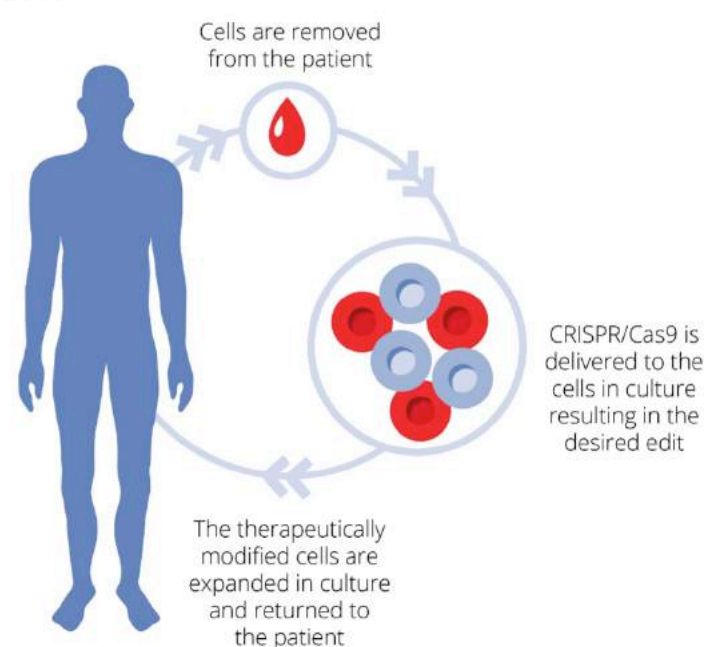 Cells are removed
from the patient
CRISPR/Cas9 is
delivered to the
cells in culture
resulting in the
desired edit
The therapeutically
modified cells are
expanded in culture
and returned to
the patient